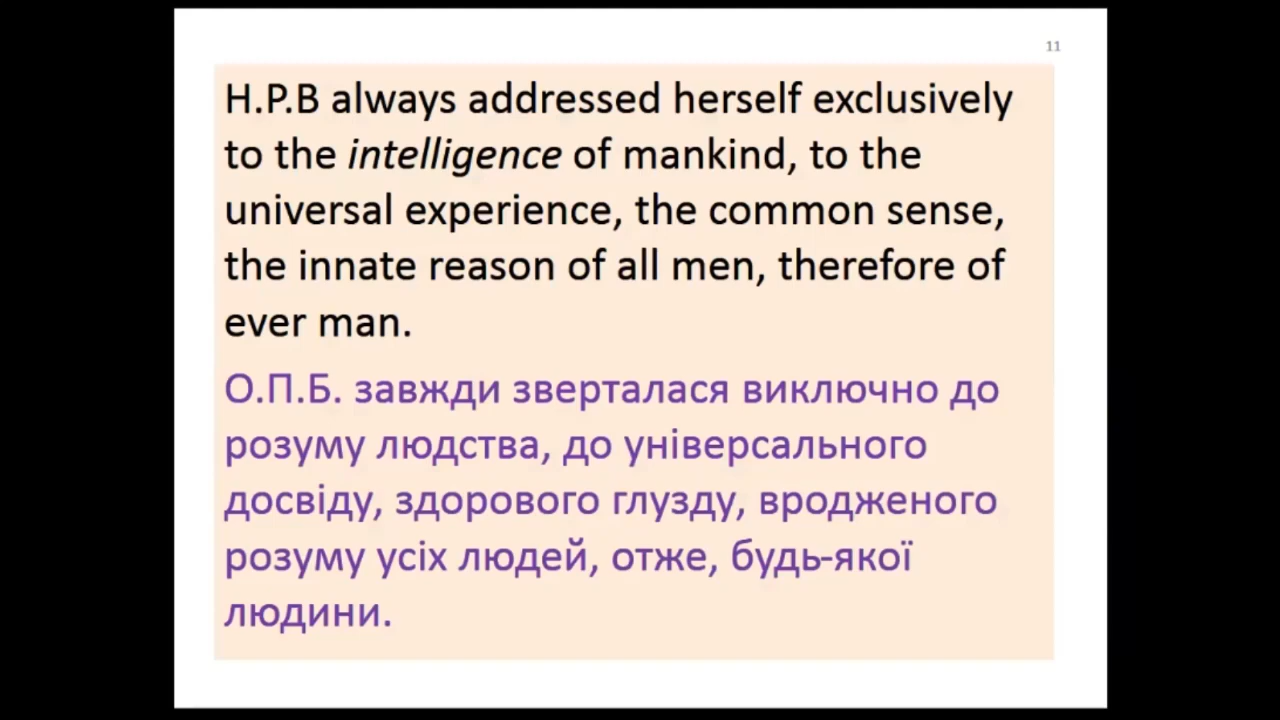 11
H.P.B always addressed herself exclusively
to the intelligence of mankind, to the
universal experience, the common sense,
the innate reason of all men, therefore of
ever man.
О.П.Б. завжди зверталася виключно до
розуму людства, до універсального
досвіду, здорового глузду, вродженого
розуму усіх людей, отже, будь-якої
людини.